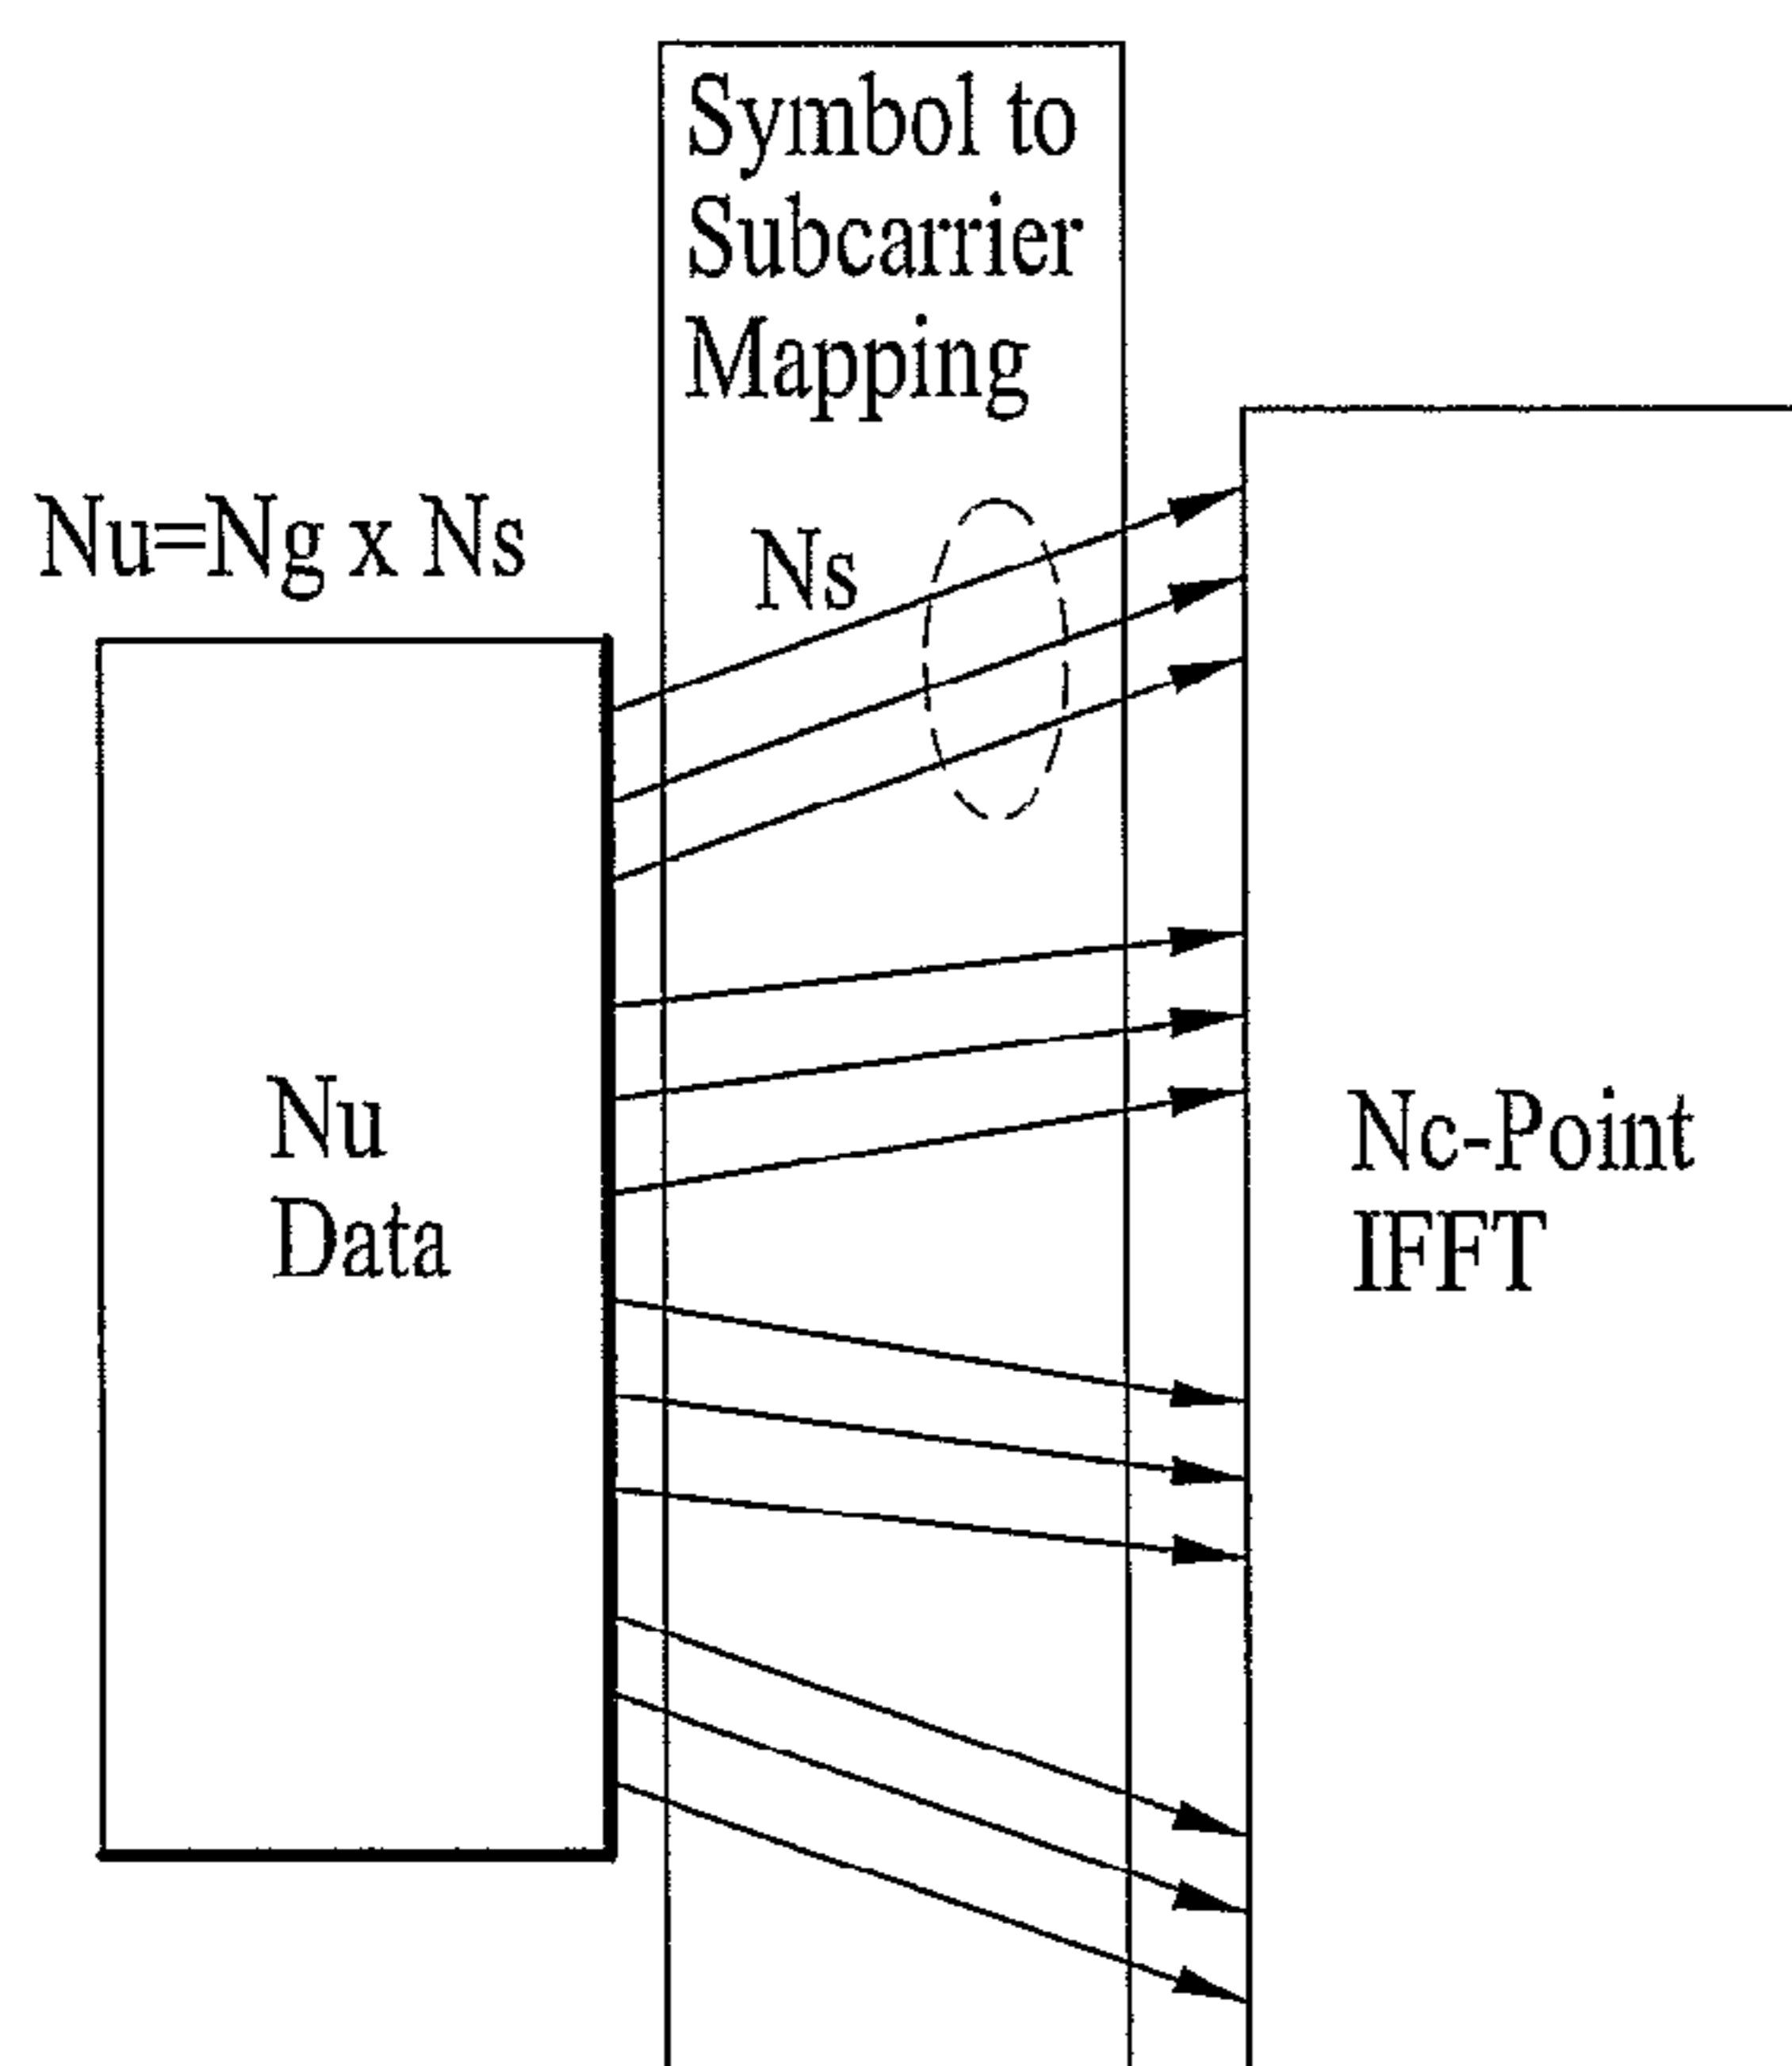 Symbol to
Subcarrier
Mapping
Nu=Ng x Ns
Ns
Nu
Data
Nc-Point
IFFT